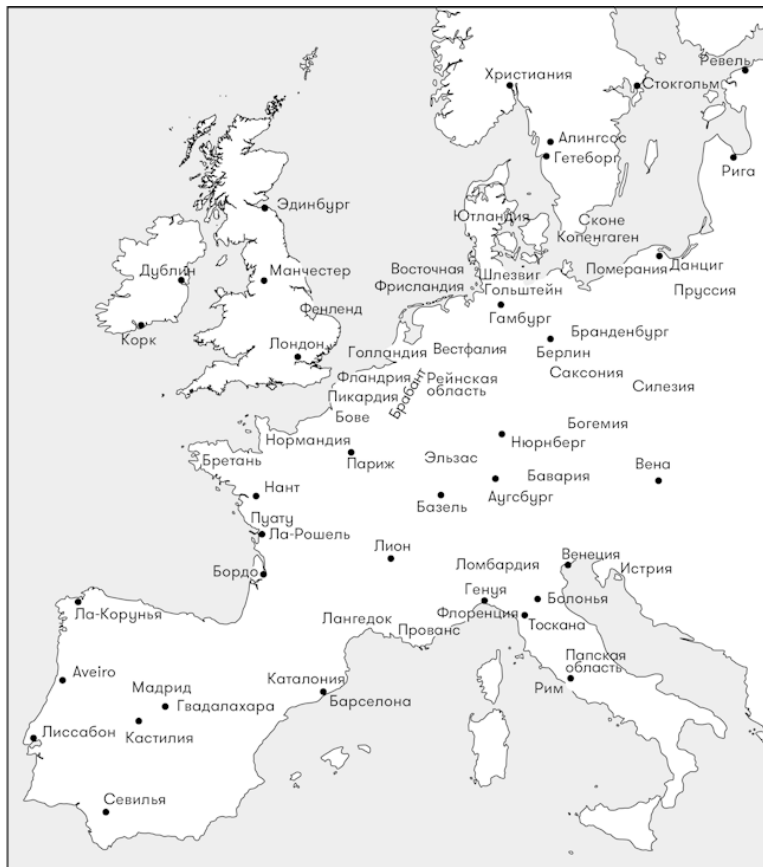 Ревель
Христиания
Стокгольм
Алингсос
Гетеборг
Рига
Эдинбург
Ютландия
Сконе
Копенгаген
Дублин
Манчестер
Восточная
Фрисландия
Шлезвиг
Гольштейн
Померания
Данциг
Пруссия
Фенленд
Гамбург
Корк
Лондон
Голландия
Вестфалия
Бранденбург
Берлин
Саксония
Силезия
Фландрия
Пикардия
Брабант
Рейнская
область
Бове
Нормандия
Богемия
Нюрнберг
Бретань
Париж
Эльзас
Бавария
Вена
Нант
Базель
Аугсбург
Пуату
Ла-Рошель
Лион
Ломбардия
Венеция
Истрия
Бордо
Генуя
Болонья
Ла-Корунья
Лангедок
Прованс
Флоренция
Тоскана
Папская
область
Aveiro
Мадрид
Каталония
Рим
Гвадалахара
Барселона
Лиссабон
Кастилия
Севилья